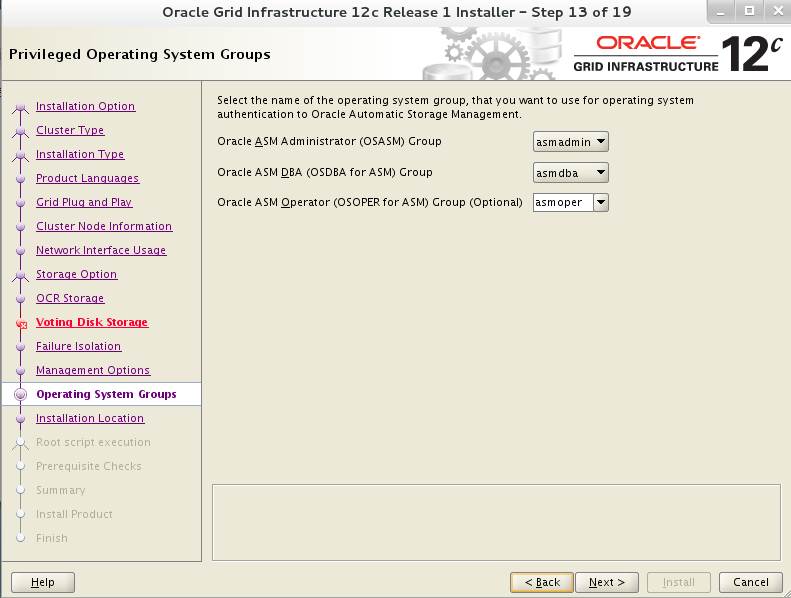 Oracle Grid Infrastructure 12c Release 1 Installer – Step 13 of 19
Privileged Operating System Groups
ORACLE
GRID INFRASTRUCTURE 12c
Installation Option
Cluster Type
Installation Type
Product Languages
Grid Plug and Play
Cluster Node Information
Network Interface Usage
Storage Option
OCR Storage
Voting Disk Storage
Failure Isolation
Management Options
Operating System Groups
Installation Location
Root script execution
Prerequisite Checks
Summary
Install Product
Finish
Select the name of the operating system group, that you want to use for operating system
authentication to Oracle Automatic Storage Management.
Oracle ASM Administrator (OSASM) Group asmadmin
Oracle ASM DBA (OSDBA for ASM) Group asmdba
Oracle ASM Operator (OSOPER for ASM) Group (Optional) asmoper
Help < Back Next > Install Cancel